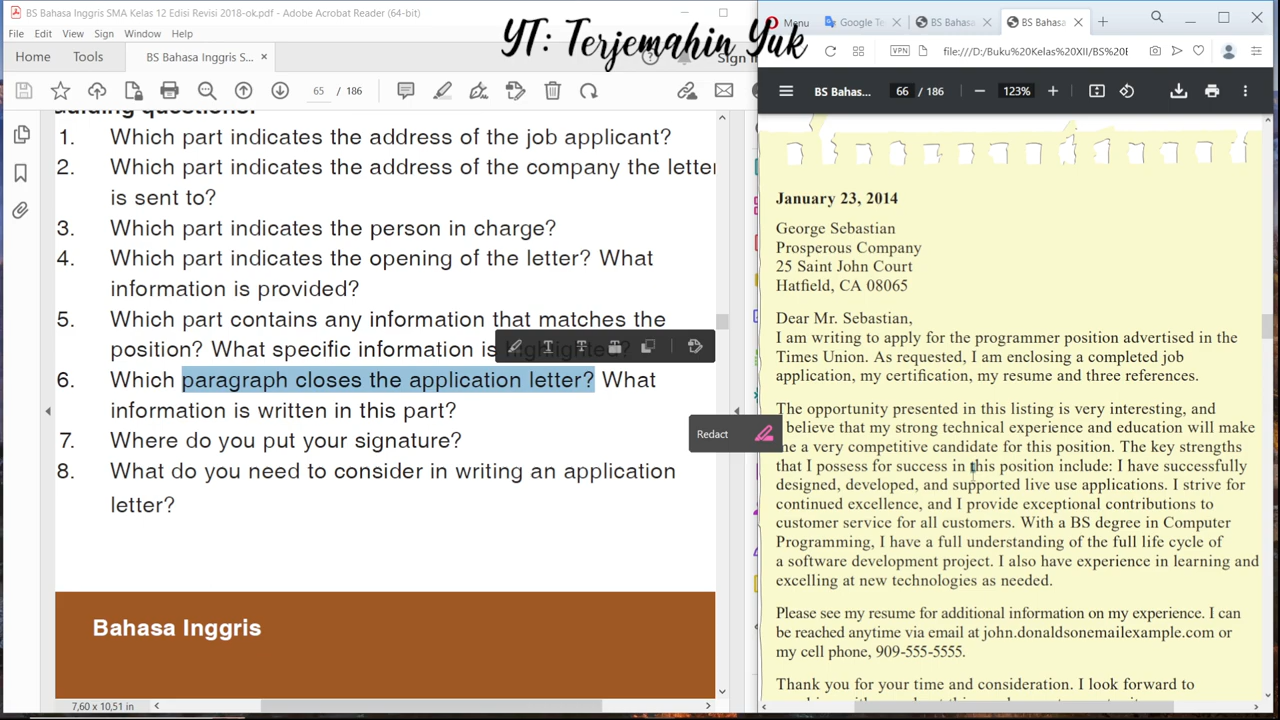 BS Bahasa Inggris SMA Kelas 12 Edisi Revisi 2018-ok.pdf - Adobe Acrobat Reader (64-bit)
YT: Terjemahin Yuk
File Edit View Sign Window Help
Home Tools BS Bahasa Inggris S... ×
65 / 186
Guiding questions:
1. Which part indicates the address of the job applicant?
2. Which part indicates the address of the company the letter
is sent to?
3. Which part indicates the person in charge?
4. Which part indicates the opening of the letter? What
information is provided?
5. Which part contains any information that matches the
position? What specific information is highlighted?
6. Which paragraph closes the application letter? What
information is written in this part?
7. Where do you put your signature?
8. What do you need to consider in writing an application
letter?
Redact
Bahasa Inggris
7,60 x 10,51 in
Menu Google Te BS Bahasa BS Bahasa
VPN file:///D:/Buku%20Kelas%20XII/BS%20E
BS Bahas... 66 / 186 123%
January 23, 2014
George Sebastian
Prosperous Company
25 Saint John Court
Hatfield, CA 08065
Dear Mr. Sebastian,
I am writing to apply for the programmer position advertised in the
Times Union. As requested, I am enclosing a completed job
application, my certification, my resume and three references.
The opportunity presented in this listing is very interesting, and
believe that my strong technical experience and education will make
me a very competitive candidate for this position. The key strengths
that I possess for success in this position include: I have successfully
designed, developed, and supported live use applications. I strive for
continued excellence, and I provide exceptional contributions to
customer service for all customers. With a BS degree in Computer
Programming, I have a full understanding of the full life cycle of
a software development project. I also have experience in learning and
excelling at new technologies as needed.
Please see my resume for additional information on my experience. I can
be reached anytime via email at john.donaldsonemailexample.com or
my cell phone, 909-555-5555.
Thank you for your time and consideration. I look forward to